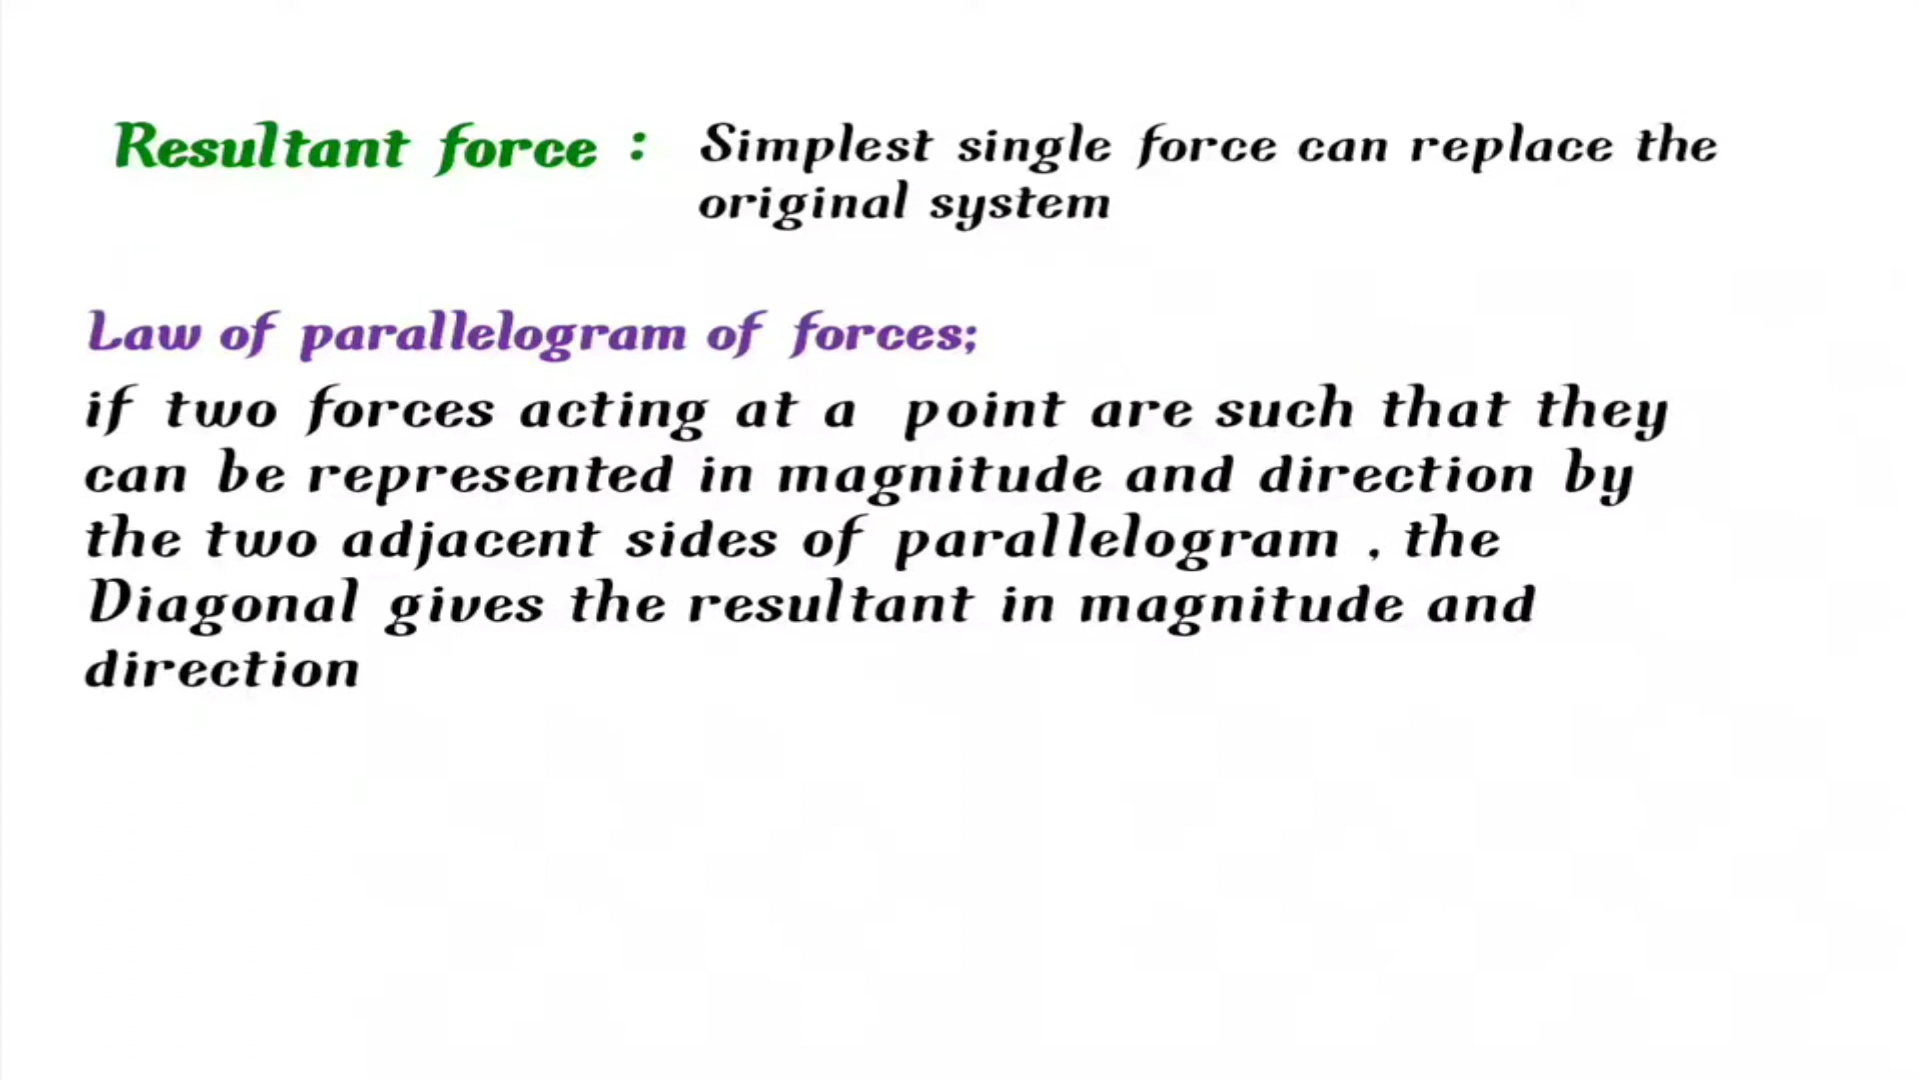 Resultant force : Simplest single force can replace the
original system
Law of parallelogram of forces;
if two forces acting at a point are such that they
can be represented in magnitude and direction by
the two adjacent sides of parallelogram , the
Diagonal gives the resultant in magnitude and
direction